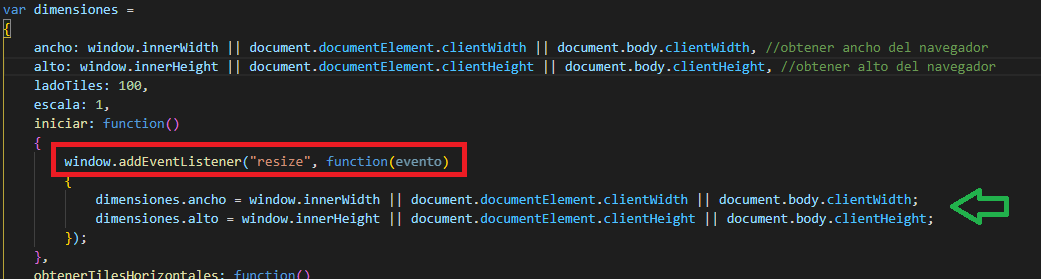 var dimensiones =
{
ancho: window.innerWidth || document.documentElement.clientWidth || document.body.clientWidth, //obtener ancho del navegador
alto: window.innerHeight || document.documentElement.clientHeight || document.body.clientHeight, //obtener alto del navegador
ladoTiles: 100,
escala: 1,
iniciar: function()
{
window.addEventListener("resize", function(evento)
{
dimensiones.ancho = window.innerWidth || document.documentElement.clientWidth || document.body.clientWidth;
dimensiones.alto = window.innerHeight || document.documentElement.clientHeight || document.body.clientHeight;
});
},
obtenerTilesHorizontales: function()